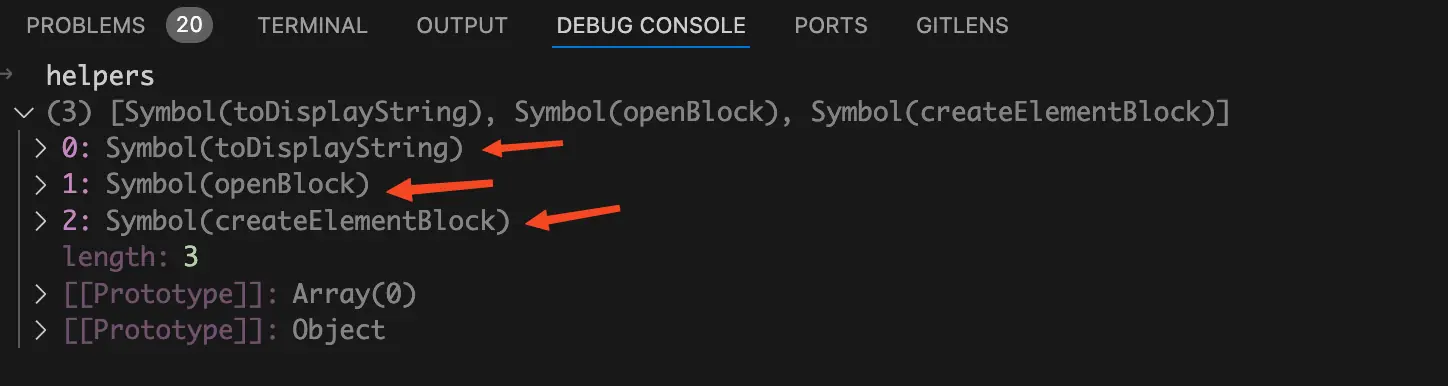 PROBLEMS 20 TERMINAL OUTPUT DEBUG CONSOLE PORTS GITLENS
helpers
(3) [Symbol(toDisplayString), Symbol(openBlock), Symbol(createElementBlock)]
0: Symbol(toDisplayString)
1: Symbol(openBlock)
2: Symbol(createElementBlock)
length: 3
[[Prototype]]: Array(0)
[[Prototype]]: Object